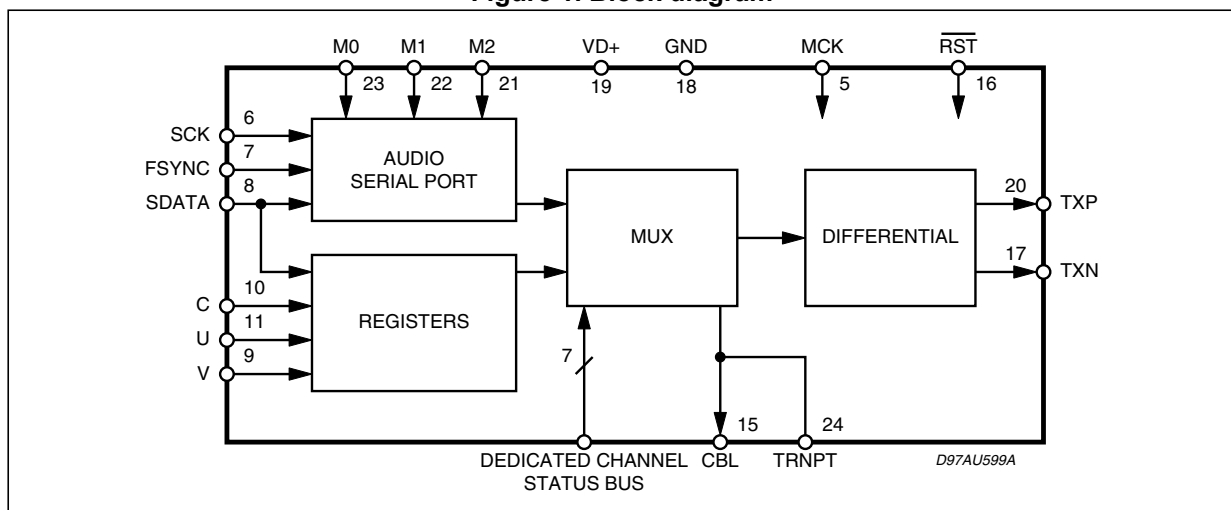 Figure 1. Block diagram
M0 M1 M2 VD+ GND MCK RST
23 22 21 19 18 5 16
SCK 6
FSYNC 7
SDATA 8
AUDIO
SERIAL PORT
MUX
DIFFERENTIAL
20 TXP
17 TXN
C 10
U 11
V 9
REGISTERS
7
15 24
DEDICATED CHANNEL
STATUS BUS
CBL TRNPT
D97AU599A